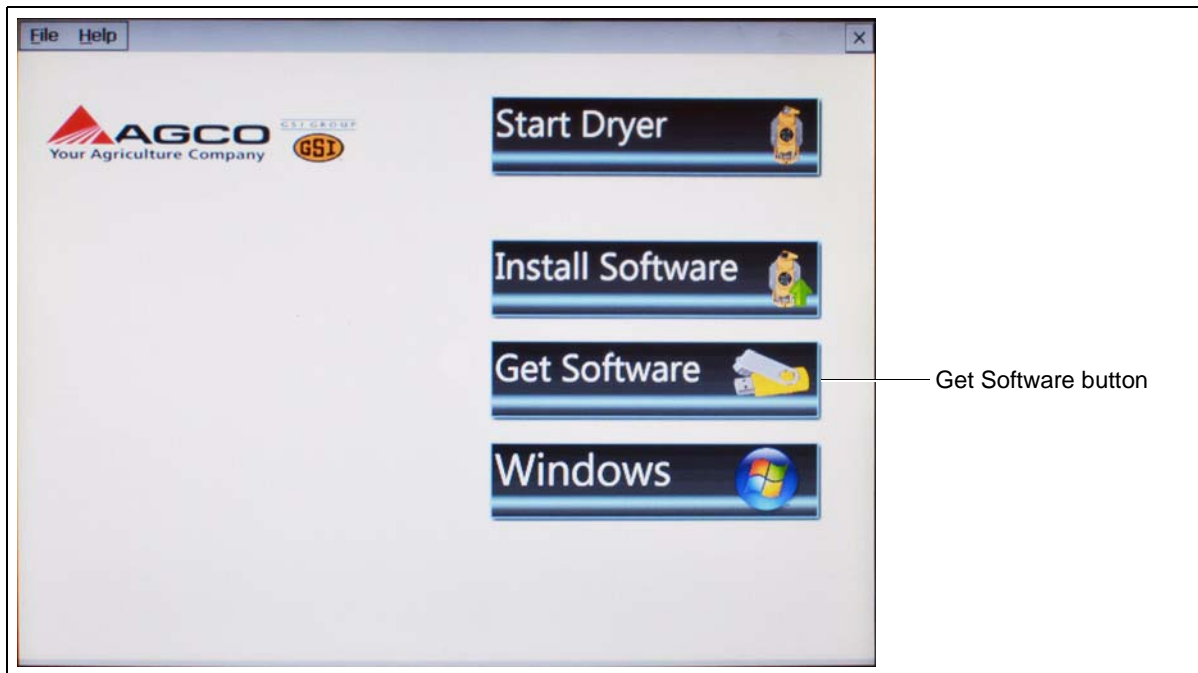 File Help
AGCO
Your Agriculture Company
GSI GROUP
GSI
Start Dryer
Install Software
Get Software
Get Software button
Windows